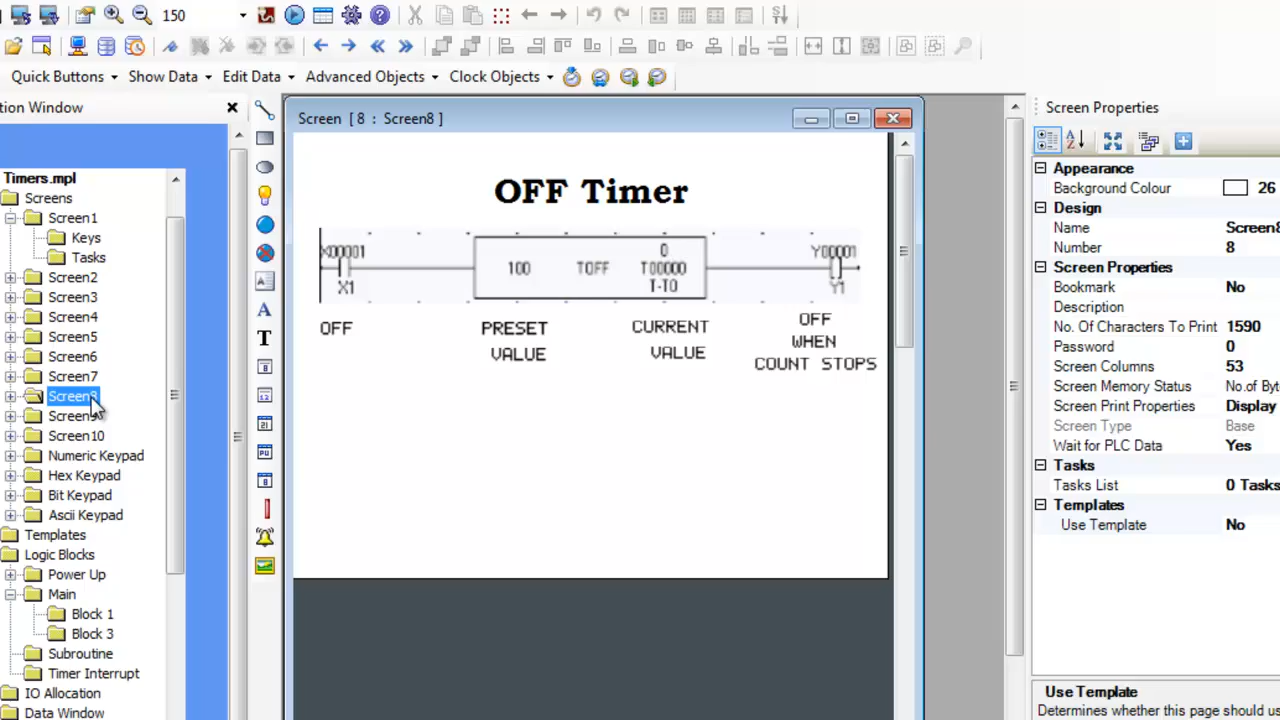 150
Quick Buttons Show Data Edit Data Advanced Objects Clock Objects
tion Window
Timers.mpl
Screens
Screen1
Keys
Tasks
Screen2
Screen3
Screen4
Screen5
Screen6
Screen7
Screen8
Screen9
Screen10
Numeric Keypad
Hex Keypad
Bit Keypad
Ascii Keypad
Templates
Logic Blocks
Power Up
Main
Block 1
Block 3
Subroutine
Timer Interrupt
IO Allocation
Data Window
Screen [ 8 : Screen8 ]
OFF Timer
X00001
X1
0
100 TOFF T00000
T-T0
Y00001
Y1
OFF
PRESET
VALUE
CURRENT
VALUE
OFF
WHEN
COUNT STOPS
Screen Properties
Appearance
Background Colour 26
Design
Name Screen8
Number 8
Screen Properties
Bookmark No
Description
No. Of Characters To Print 1590
Password 0
Screen Columns 53
Screen Memory Status No.of Byt
Screen Print Properties Display
Screen Type Base
Wait for PLC Data Yes
Tasks
Tasks List 0 Tasks
Templates
Use Template No
Use Template
Determines whether this page should us